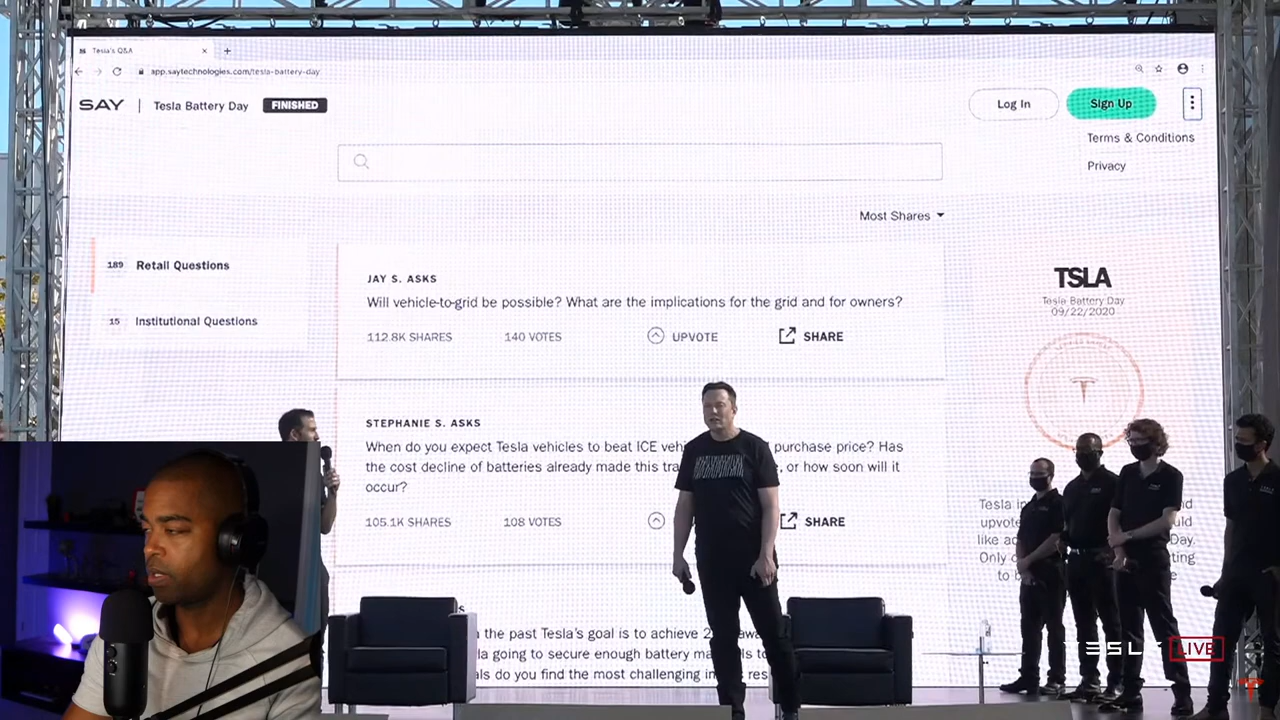 Tesla's Q&A
app.saytechnologies.com/tesla-battery-day
SAY | Tesla Battery Day FINISHED
Log In
Sign Up
Terms & Conditions
Privacy
Most Shares
189 Retail Questions
15 Institutional Questions
JAY S. ASKS
Will vehicle-to-grid be possible? What are the implications for the grid and for owners?
112.8K SHARES 140 VOTES UPVOTE SHARE
STEPHANIE S. ASKS
When do you expect Tesla vehicles to beat ICE purchase price? Has
the cost decline of batteries already made this or how soon will it
occur?
105.1K SHARES 108 VOTES SHARE
the past Tesla's goal is to achieve
going to secure enough battery
do you find the most challenging
TSLA
Tesla Battery Day
09/22/2020
Tesla
like
Day.
Only
to
TESLA LIVE